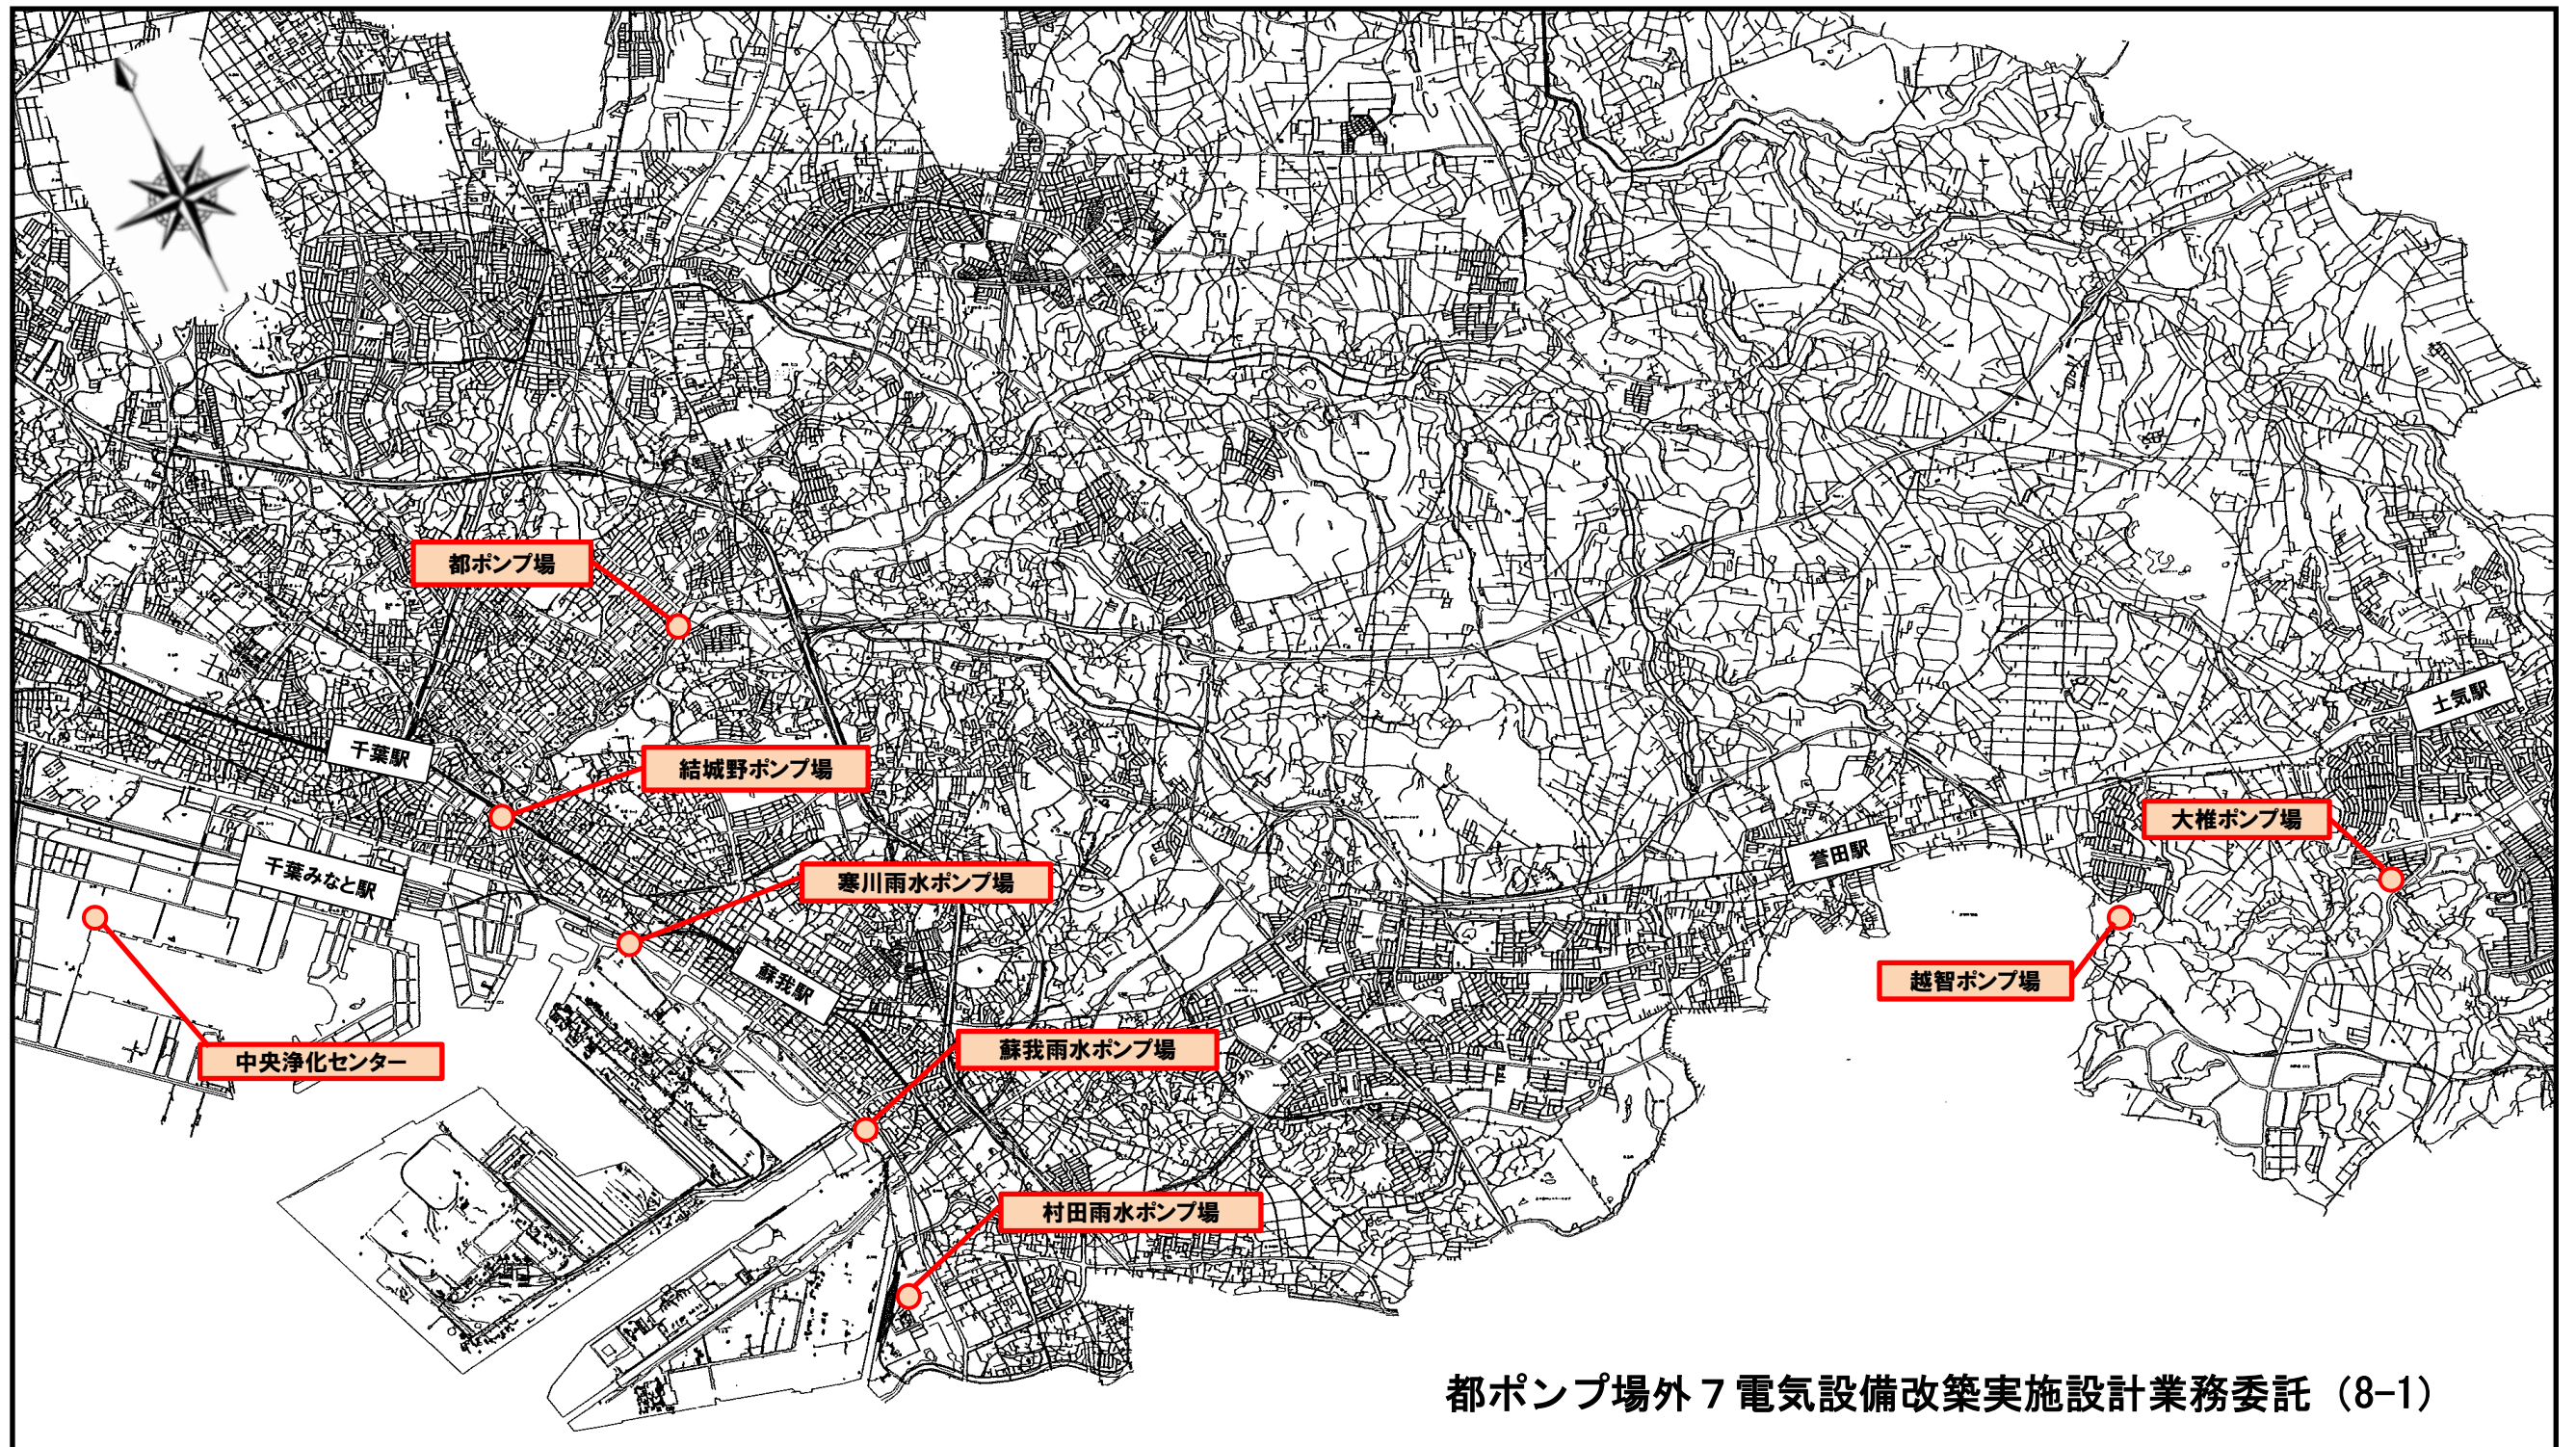 都ポンプ場
土気駅
千葉駅
結城野ポンプ場
大椎ポンプ場
誉田駅
千葉みなと駅
寒川雨水ポンプ場
越智ポンプ場
蘇我駅
中央浄化センター
蘇我雨水ポンプ場
村田雨水ポンプ場
都ポンプ場外7電気設備改築実施設計業務委託（8-1）